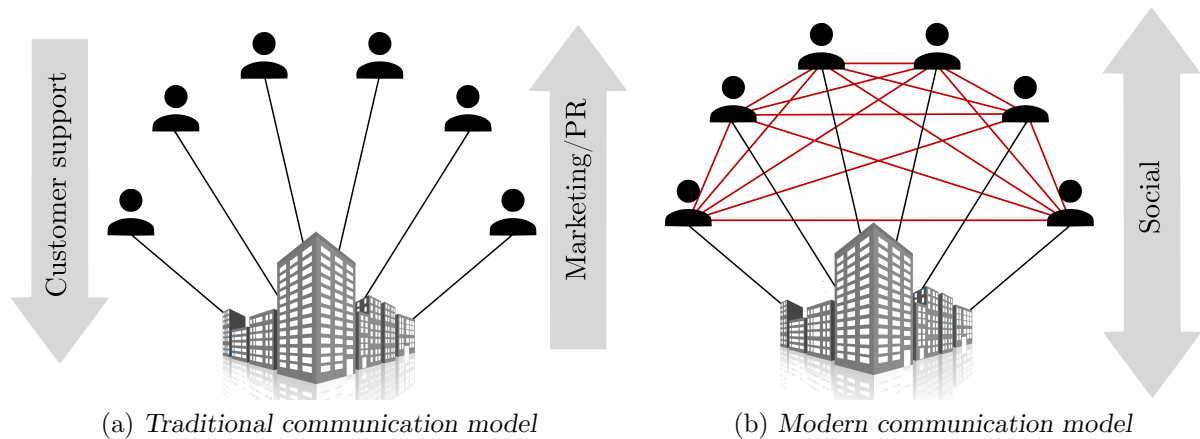 Customer support
Marketing/PR
Social
(a) Traditional communication model
(b) Modern communication model